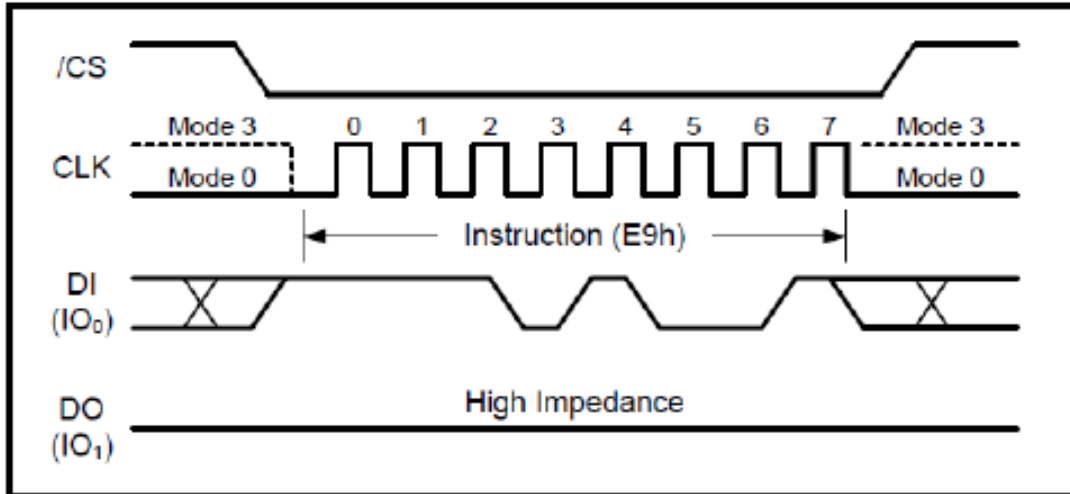 /CS
Mode 3 0 1 2 3 4 5 6 7 Mode 3
CLK
Mode 0 Mode 0
Instruction (E9h)
DI
(IO₀)
High Impedance
DO
(IO₁)